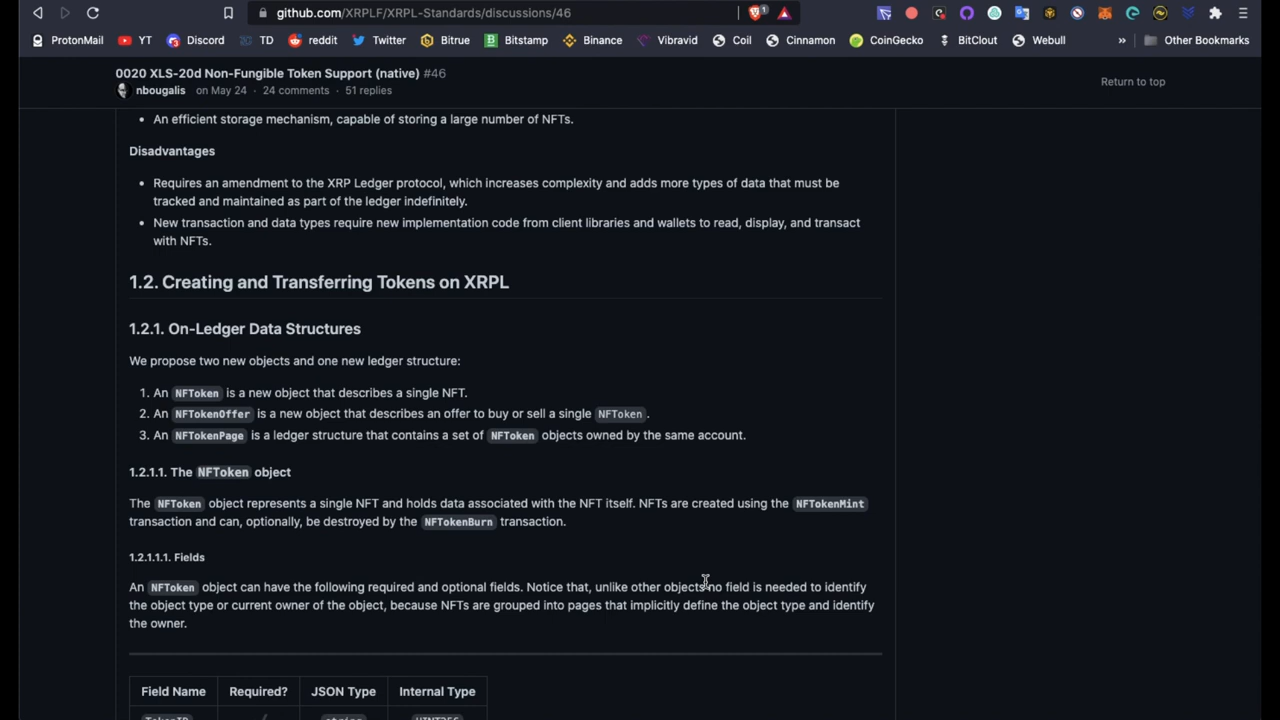 github.com/XRPLF/XRPL-Standards/discussions/46
1
ProtonMail YT Discord TD reddit Twitter Bitrue Bitstamp Binance Vibravid Coil Cinnamon CoinGecko BitClout Webull » Other Bookmarks
0020 XLS-20d Non-Fungible Token Support (native) #46
nbougalis on May 24 · 24 comments · 51 replies
Return to top
• An efficient storage mechanism, capable of storing a large number of NFTs.
Disadvantages
• Requires an amendment to the XRP Ledger protocol, which increases complexity and adds more types of data that must be
tracked and maintained as part of the ledger indefinitely.
• New transaction and data types require new implementation code from client libraries and wallets to read, display, and transact
with NFTs.
1.2. Creating and Transferring Tokens on XRPL
1.2.1. On-Ledger Data Structures
We propose two new objects and one new ledger structure:
1. An NFToken is a new object that describes a single NFT.
2. An NFTokenOffer is a new object that describes an offer to buy or sell a single NFToken.
3. An NFTokenPage is a ledger structure that contains a set of NFToken objects owned by the same account.
1.2.1.1. The NFToken object
The NFToken object represents a single NFT and holds data associated with the NFT itself. NFTs are created using the NFTokenMint
transaction and can, optionally, be destroyed by the NFTokenBurn transaction.
1.2.1.1.1. Fields
An NFToken object can have the following required and optional fields. Notice that, unlike other objects no field is needed to identify
the object type or current owner of the object, because NFTs are grouped into pages that implicitly define the object type and identify
the owner.
Field Name Required? JSON Type Internal Type